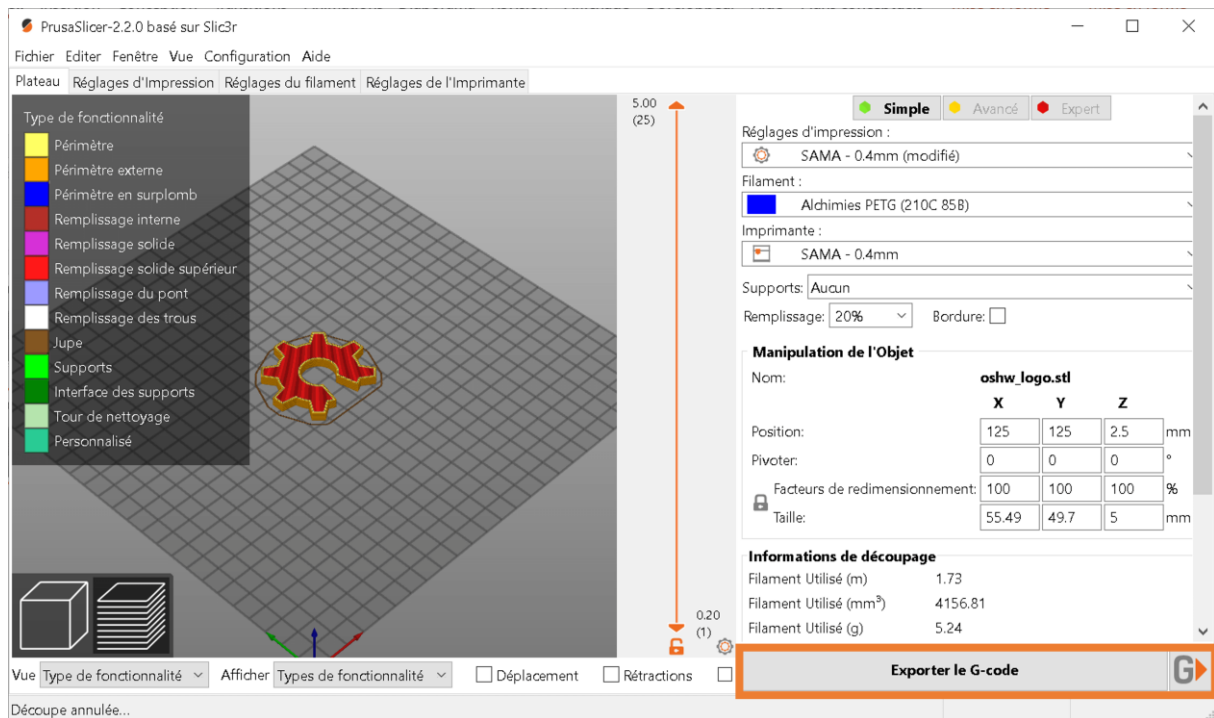 PrusaSlicer-2.2.0 basé sur Slic3r
Fichier Editer Fenêtre Vue Configuration Aide
Plateau Réglages d'Impression Réglages du filament Réglages de l'Imprimante
Type de fonctionnalité
Périmètre
Périmètre externe
Périmètre en surplomb
Remplissage interne
Remplissage solide
Remplissage solide supérieur
Remplissage du pont
Remplissage des trous
Jupe
Supports
Interface des supports
Tour de nettoyage
Personnalisé
5.00
(25)
0.20
(1)
Simple Avancé Expert
Réglages d'impression :
SAMA - 0.4mm (modifié)
Filament :
Alchimies PETG (210C 85B)
Imprimante :
SAMA - 0.4mm
Supports: Aucun
Remplissage: 20% Bordure:
Manipulation de l'Objet
Nom: oshw_logo.stl
X Y Z
Position: 125 125 2.5 mm
Pivoter: 0 0 0 °
Facteurs de redimensionnement: 100 100 100 %
Taille: 55.49 49.7 5 mm
Informations de découpage
Filament Utilisé (m) 1.73
Filament Utilisé (mm³) 4156.81
Filament Utilisé (g) 5.24
Exporter le G-code G
Vue Type de fonctionnalité Afficher Types de fonctionnalité Déplacement Rétractions
Découpe annulée...